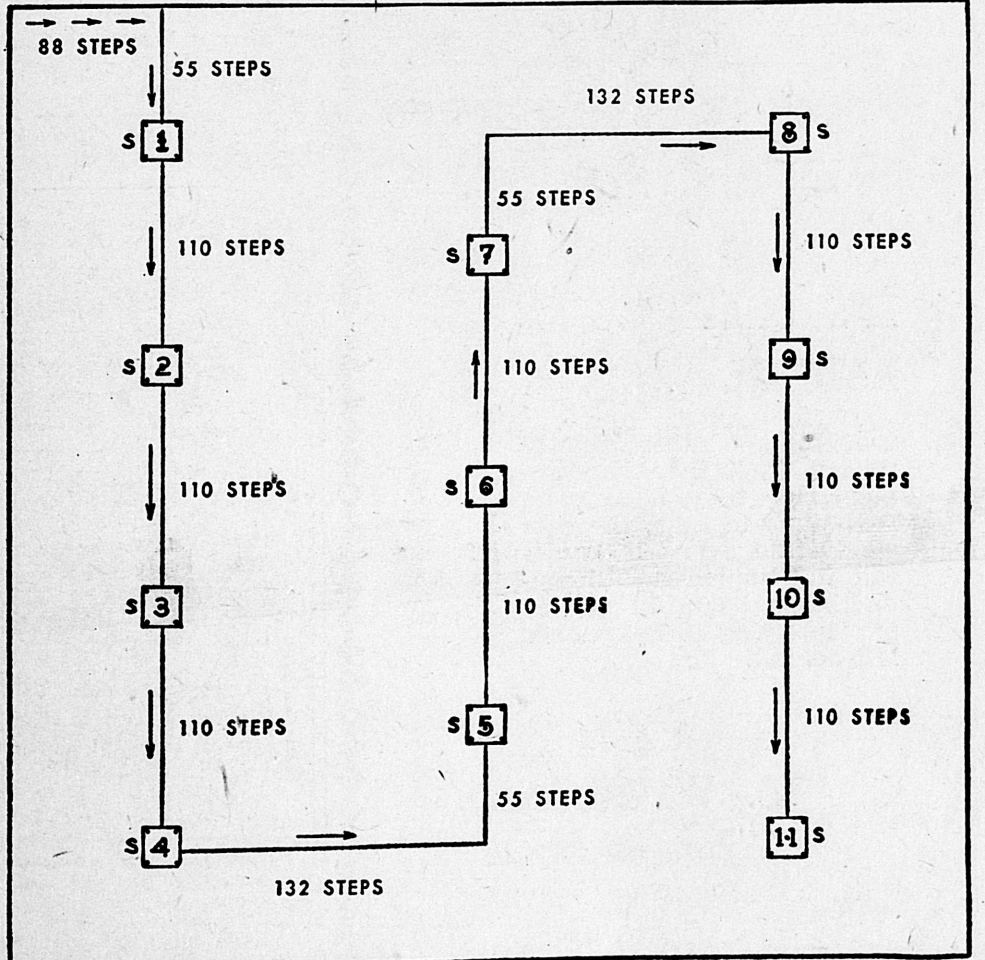 88 STEPS
55 STEPS
S 1
110 STEPS
S 2
110 STEPS
S 3
110 STEPS
S 4
132 STEPS
55 STEPS
S 5
110 STEPS
S 6
110 STEPS
S 7
55 STEPS
132 STEPS
8 S
110 STEPS
9 S
110 STEPS
10 S
110 STEPS
11 S